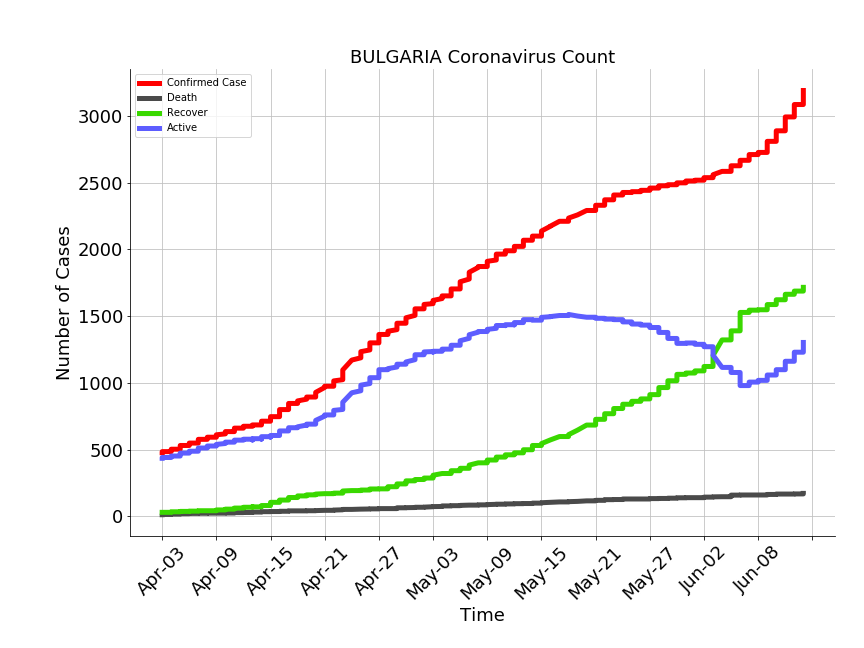 BULGARIA Coronavirus Count
Confirmed Case
Death
Recover
Active
Number of Cases
3000
2500
2000
1500
1000
500
0
Apr-03
Apr-09
Apr-15
Apr-21
Apr-27
May-03
May-09
May-15
May-21
May-27
Jun-02
Jun-08
Time